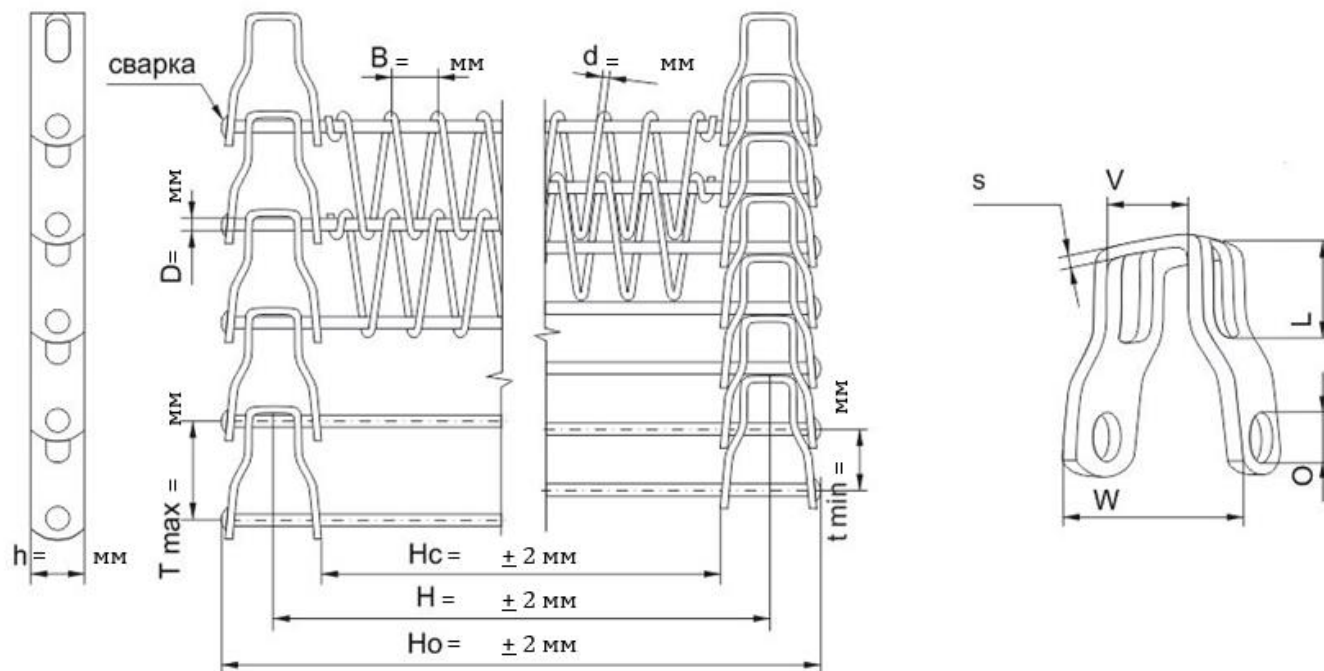 сварка
B = мм
d = мм
D= мм
h = мм
T max = мм
t min = мм
Hc = ± 2 мм
H = ± 2 мм
Ho = ± 2 мм
s
V
L
O
W